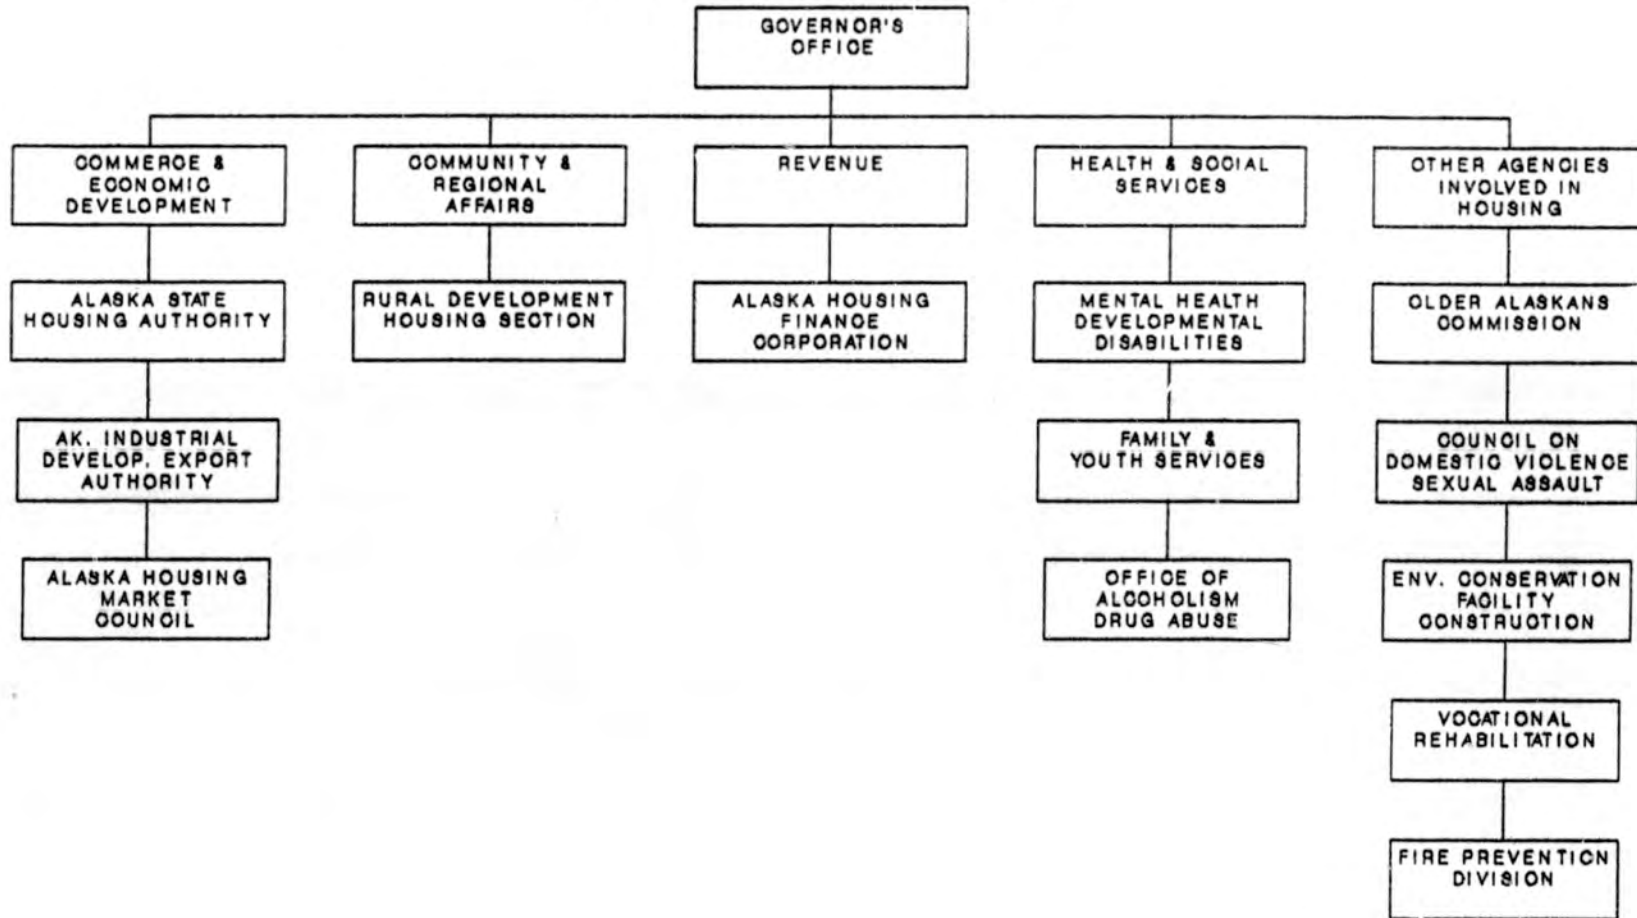 GOVERNOR'S
OFFICE
COMMERCE &
ECONOMIC
DEVELOPMENT
COMMUNITY &
REGIONAL
AFFAIRS
REVENUE
HEALTH & SOCIAL
SERVICES
OTHER AGENCIES
INVOLVED IN
HOUSING
ALASKA STATE
HOUSING AUTHORITY
RURAL DEVELOPMENT
HOUSING SECTION
ALASKA HOUSING
FINANCE
CORPORATION
MENTAL HEALTH
DEVELOPMENTAL
DISABILITIES
OLDER ALASKANS
COMMISSION
AK. INDUSTRIAL
DEVELOP. EXPORT
AUTHORITY
FAMILY &
YOUTH SERVICES
COUNCIL ON
DOMESTIC VIOLENCE
SEXUAL ASSAULT
ALASKA HOUSING
MARKET
COUNCIL
OFFICE OF
ALCOHOLISM
DRUG ABUSE
ENV. CONSERVATION
FACILITY
CONSTRUCTION
VOCATIONAL
REHABILITATION
FIRE PREVENTION
DIVISION